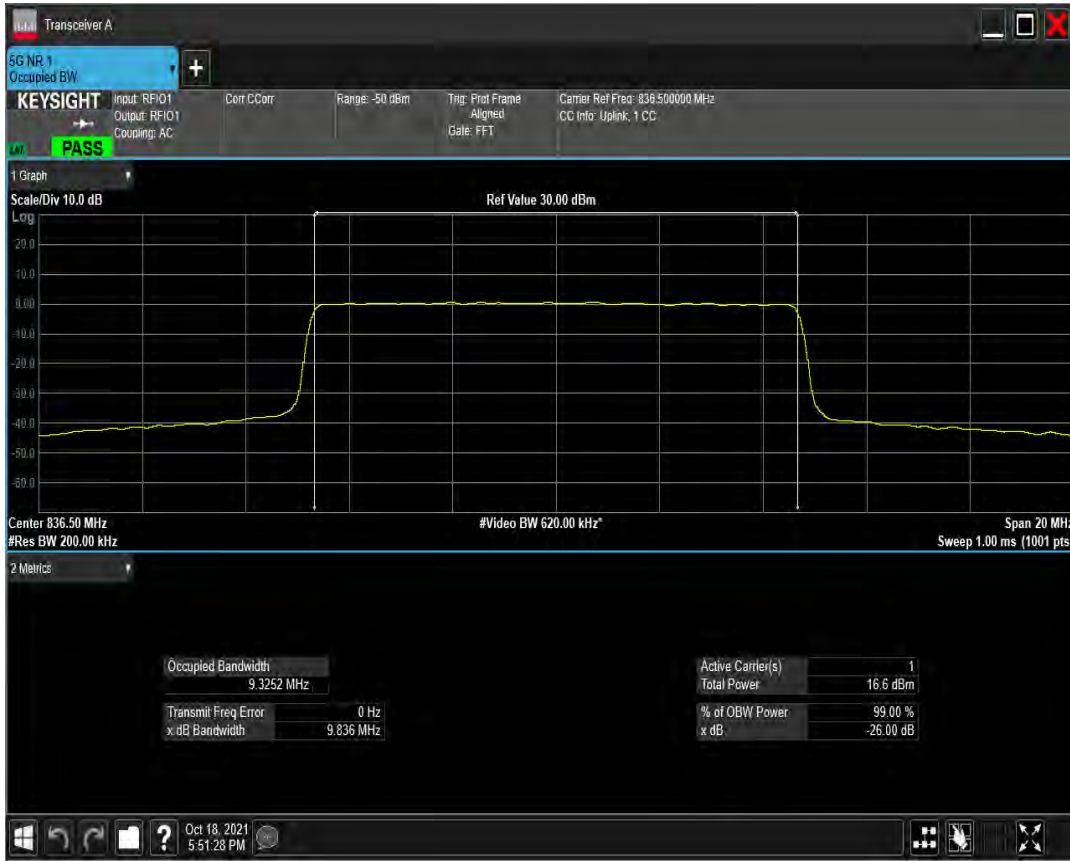 Transceiver A
5G NR 1
Occupied BW
+
KEYSIGHT
Input: RFIO1
Output: RFIO1
Coupling: AC
Corr CCorr
Range: -50 dBm
Trig: Prot Frame
Aligned
Gate: FFT
Carrier Ref Freq: 836.500000 MHz
CC Info: Uplink, 1 CC
PASS
1 Graph
Scale/Div 10.0 dB
Ref Value 30.00 dBm
Log
20.0
10.0
0.00
-10.0
-20.0
-30.0
-40.0
-50.0
-60.0
Center 836.50 MHz
#Video BW 620.00 kHz*
Span 20 MHz
#Res BW 200.00 kHz
Sweep 1.00 ms (1001 pts
2 Metrics
Occupied Bandwidth
9.3252 MHz
Transmit Freq Error 0 Hz
x dB Bandwidth 9.836 MHz
Active Carrier(s) 1
Total Power 16.6 dBm
% of OBW Power 99.00 %
x dB -26.00 dB
?
Oct 18, 2021
5:51:28 PM